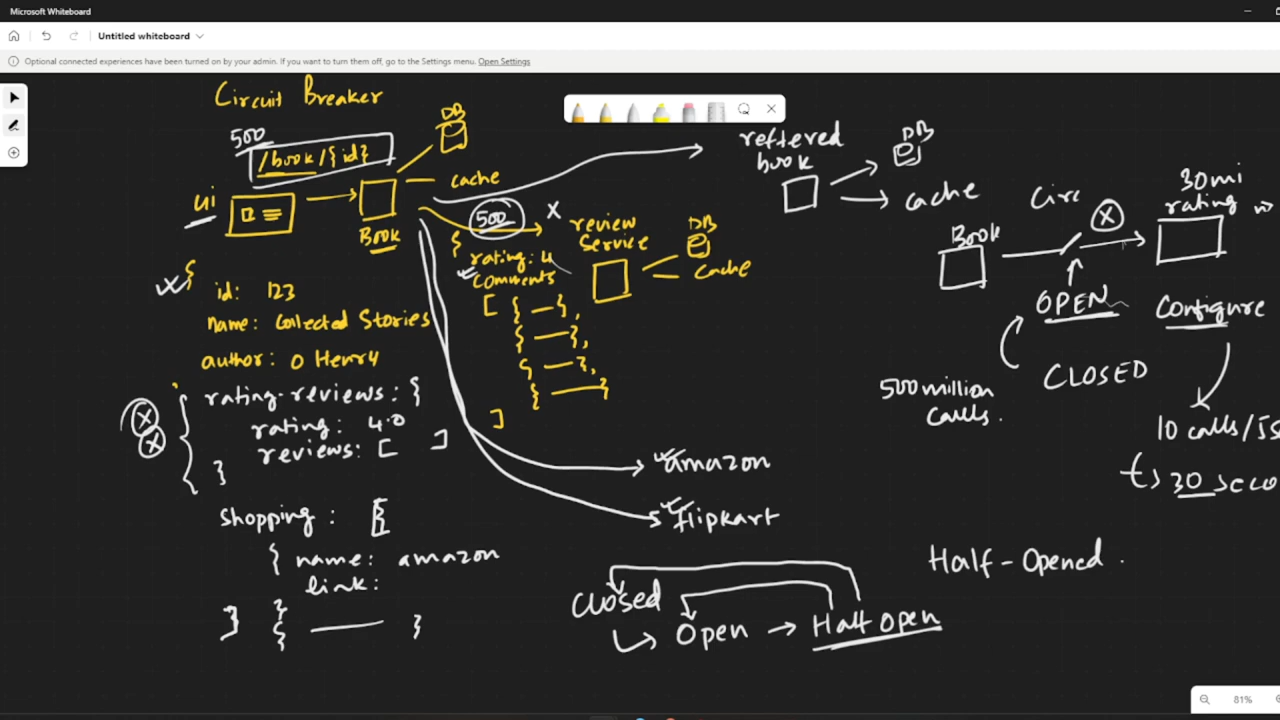 Microsoft Whiteboard
Untitled whiteboard
Optional connected experiences have been turned on by your admin. If you want to turn them off, go to the Settings menu. Open Settings
Circuit Breaker
500
/book/{id}
DB
cache
ui
Book
500
X
{
rating: 4
comments
[ { — },
{ — },
{ — },
{ — }
]
review
service
DB
cache
{
id: 123
name: Collected Stories
author: O Henry
rating-reviews: {
rating: 4.0
reviews: [ ]
}
X
X
shopping: [
{ name: amazon
link:
}
{ — }
]
amazon
flipkart
closed
Open → Half Open
book
DB
cache
Circ
X
30mi
rating
Book
OPEN
Configure
CLOSED
500 million
calls.
10 calls/5s
30 seco
Half-Opened.
81%